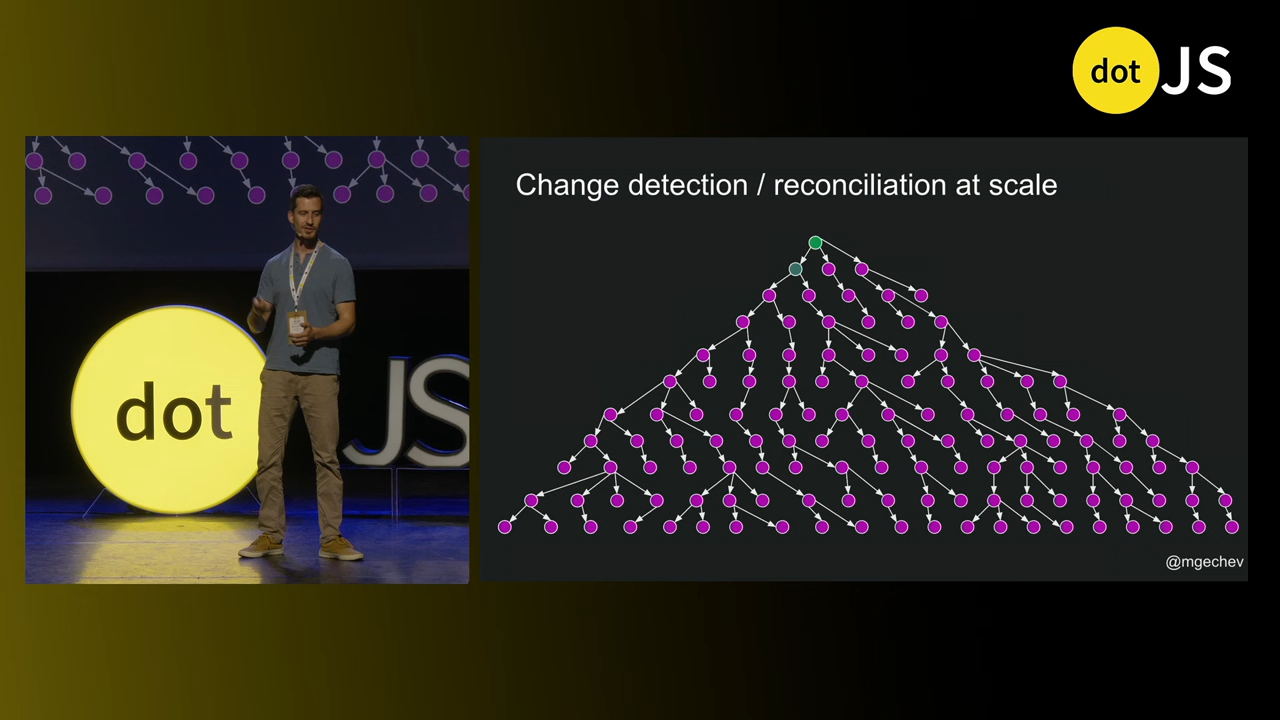 dot JS
Change detection / reconciliation at scale
dot JS
@mgechev